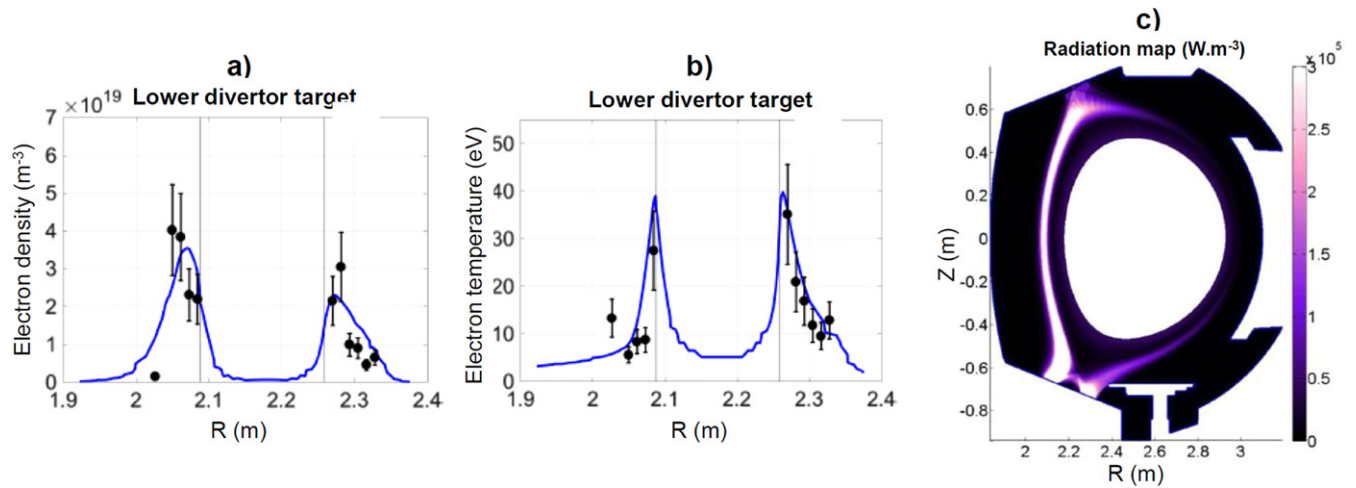 a)
Lower divertor target
× 10¹⁹
Electron density (m⁻³)
7
6
5
4
3
2
1
0
1.9 2 2.1 2.2 2.3 2.4
R (m)
b)
Lower divertor target
Electron temperature (eV)
50
40
30
20
10
0
1.9 2 2.1 2.2 2.3 2.4
R (m)
c)
Radiation map (W.m⁻³)
Z (m)
0.6
0.4
0.2
0
-0.2
-0.4
-0.6
-0.8
2 2.2 2.4 2.6 2.8 3
R (m)
× 10⁵
3
2.5
2
1.5
1
0.5
0